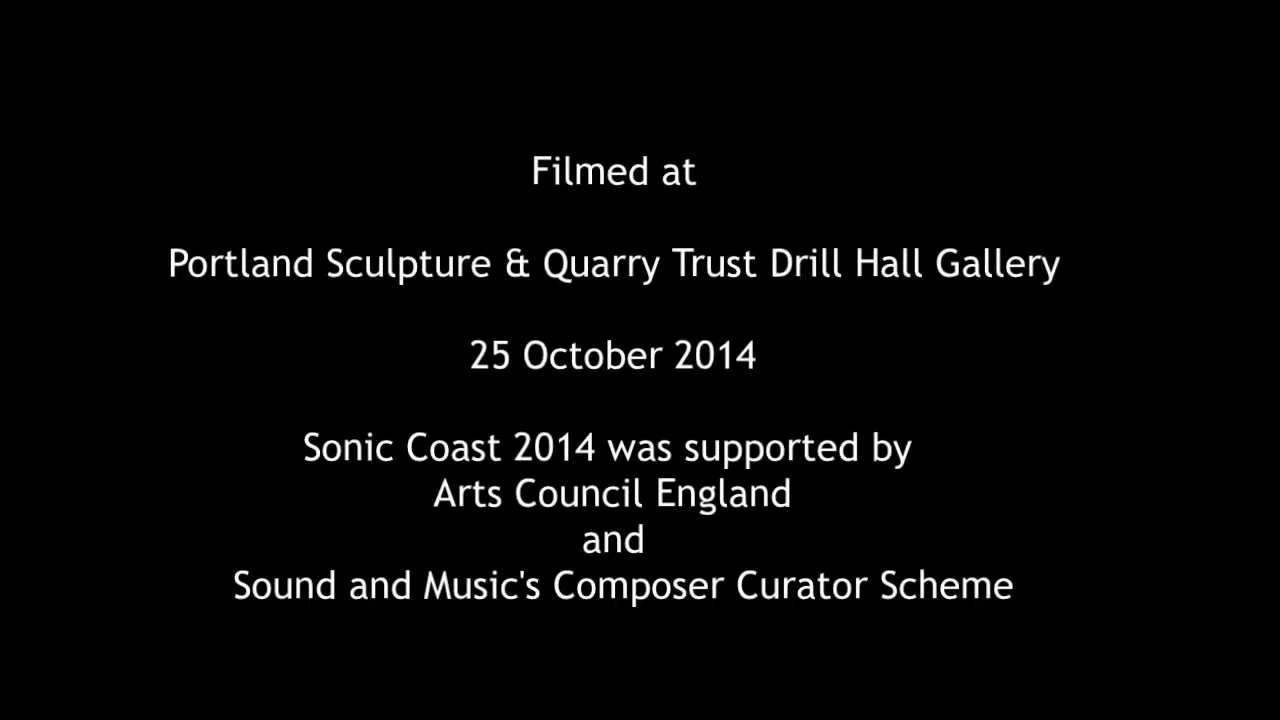 Filmed at
Portland Sculpture & Quarry Trust Drill Hall Gallery
25 October 2014
Sonic Coast 2014 was supported by
Arts Council England
and
Sound and Music's Composer Curator Scheme